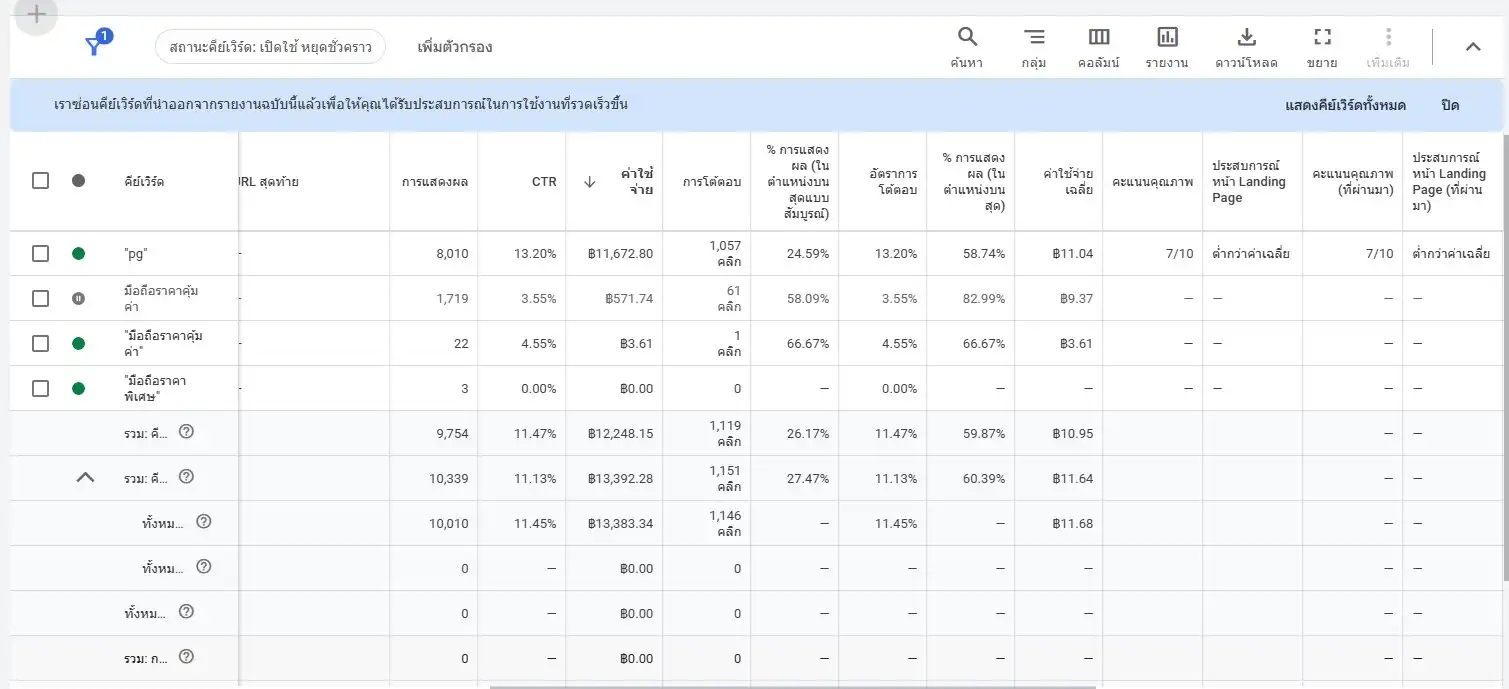 1
สถานะคีย์เวิร์ด: เปิดใช้ หยุดชั่วคราว
เพิ่มตัวกรอง
ค้นหา
กลุ่ม
คอลัมน์
รายงาน
ดาวน์โหลด
ขยาย
เพิ่มเติม
เราซ่อนคีย์เวิร์ดที่นำออกจากรายงานฉบับนี้แล้วเพื่อให้คุณได้รับประสบการณ์ในการใช้งานที่รวดเร็วขึ้น
แสดงคีย์เวิร์ดทั้งหมด
ปิด
คีย์เวิร์ด
URL สุดท้าย
การแสดงผล
CTR
ค่าใช้
จ่าย
การโต้ตอบ
% การแสดง
ผล (ใน
ตำแหน่งบน
สุดแบบ
สัมบูรณ์)
อัตราการ
โต้ตอบ
% การแสดง
ผล (ใน
ตำแหน่งบน
สุด)
ค่าใช้จ่าย
เฉลี่ย
คะแนนคุณภาพ
ประสบการณ์
หน้า Landing
Page
คะแนนคุณภาพ
(ที่ผ่านมา)
ประสบการณ์
หน้า Landing
Page (ที่ผ่าน
มา)
"pg"
-
8,010
13.20%
฿11,672.80
1,057
คลิก
24.59%
13.20%
58.74%
฿11.04
7/10
ต่ำกว่าค่าเฉลี่ย
7/10
ต่ำกว่าค่าเฉลี่ย
มือถือราคาคุ้ม
ค่า
-
1,719
3.55%
฿571.74
61
คลิก
58.09%
3.55%
82.99%
฿9.37
—
—
—
—
"มือถือราคาคุ้ม
ค่า"
-
22
4.55%
฿3.61
1
คลิก
66.67%
4.55%
66.67%
฿3.61
—
—
—
—
"มือถือราคา
พิเศษ"
-
3
0.00%
฿0.00
0
—
0.00%
—
—
—
—
—
—
รวม: คี...
9,754
11.47%
฿12,248.15
1,119
คลิก
26.17%
11.47%
59.87%
฿10.95
—
—
รวม: คี...
10,339
11.13%
฿13,392.28
1,151
คลิก
27.47%
11.13%
60.39%
฿11.64
—
—
ทั้งหม...
10,010
11.45%
฿13,383.34
1,146
คลิก
—
11.45%
—
฿11.68
—
—
ทั้งหม...
0
—
฿0.00
0
—
—
—
—
—
—
ทั้งหม...
0
—
฿0.00
0
—
—
—
—
—
—
รวม: ก...
0
—
฿0.00
0
—
—
—
—
—
—